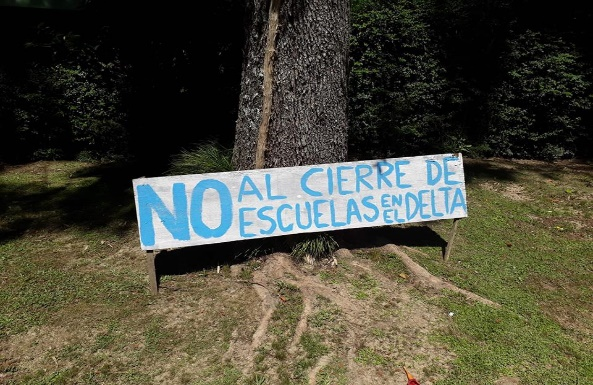 NO AL CIERRE DE
ESCUELAS EN EL DELTA